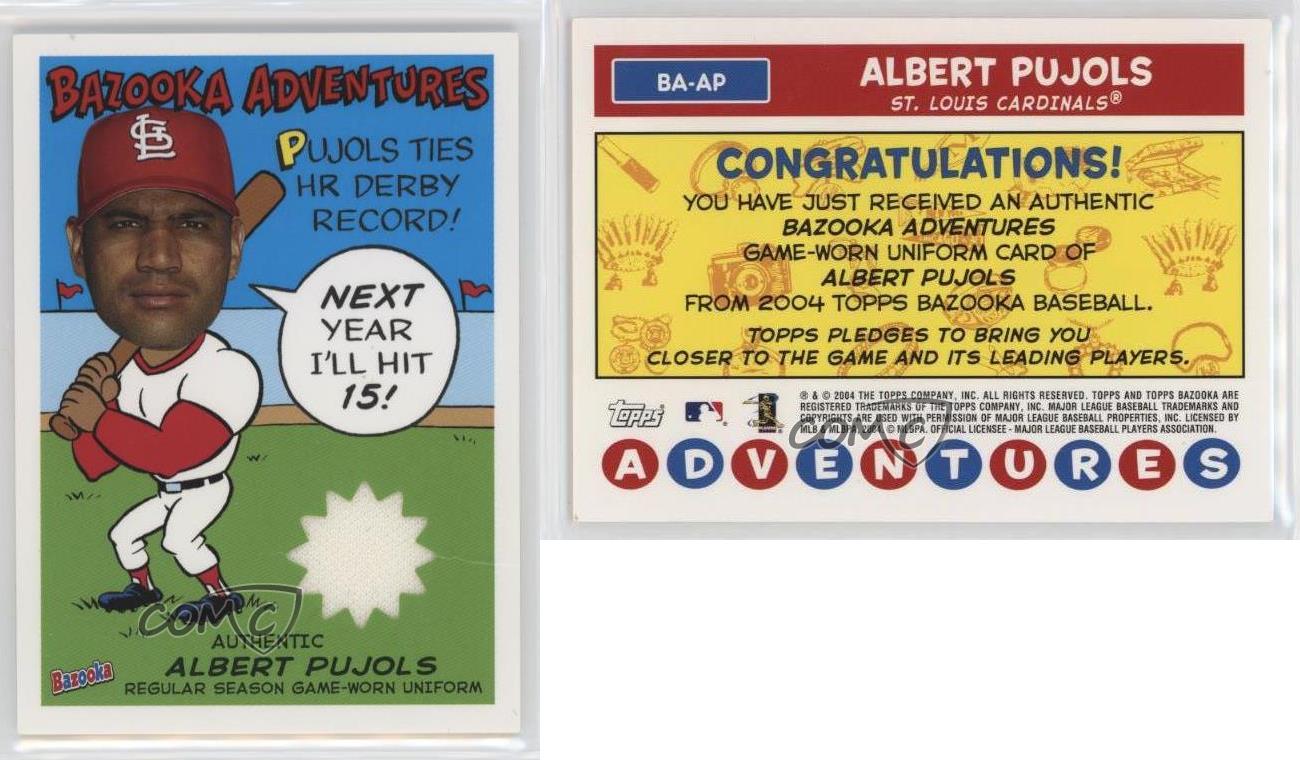 BAZOOKA ADVENTURES
PUJOLS TIES
HR DERBY
RECORD!
STL
NEXT
YEAR
I'LL HIT
15!
COMC
AUTHENTIC
ALBERT PUJOLS
Bazooka
REGULAR SEASON GAME-WORN UNIFORM
BA-AP
ALBERT PUJOLS
ST. LOUIS CARDINALS®
CONGRATULATIONS!
YOU HAVE JUST RECEIVED AN AUTHENTIC
BAZOOKA ADVENTURES
GAME-WORN UNIFORM CARD OF
ALBERT PUJOLS
FROM 2004 TOPPS BAZOOKA BASEBALL.
TOPPS PLEDGES TO BRING YOU
CLOSER TO THE GAME AND ITS LEADING PLAYERS.
Topps
® & © 2004 THE TOPPS COMPANY, INC. ALL RIGHTS RESERVED. TOPPS AND TOPPS BAZOOKA ARE
REGISTERED TRADEMARKS OF THE TOPPS COMPANY, INC. MAJOR LEAGUE BASEBALL TRADEMARKS AND
COPYRIGHTS ARE USED WITH PERMISSION OF MAJOR LEAGUE BASEBALL PROPERTIES, INC. LICENSED BY
MLB & MLBPA. 2004. © MLBPA. OFFICIAL LICENSEE - MAJOR LEAGUE BASEBALL PLAYERS ASSOCIATION.
COMC
ADVENTURES